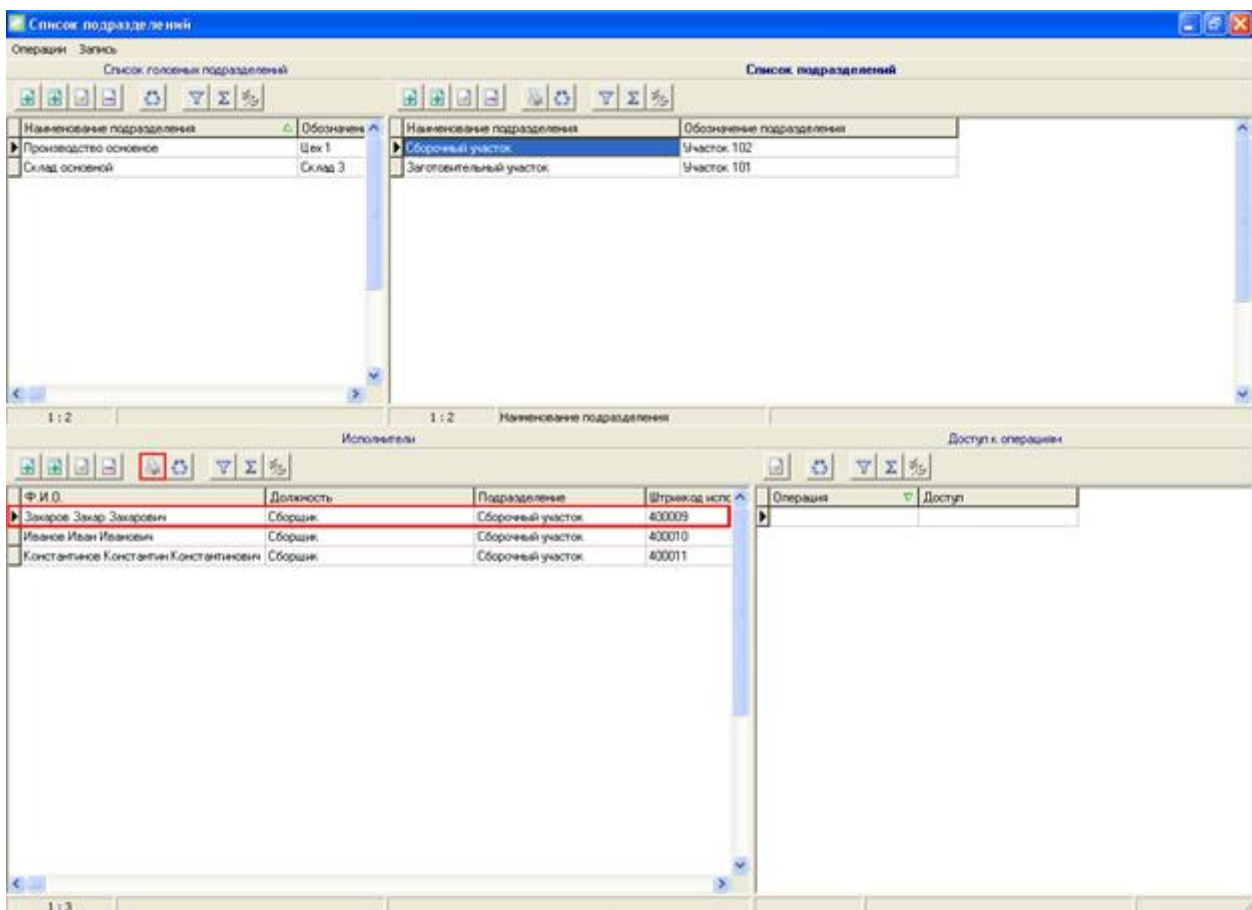 Список подразделений
Операции Запись
Список головных подразделений
Список подразделений
Наименование подразделения Обозначен
Наименование подразделения Обозначение подразделения
Производство основное Цех 1
Сборочный участок Участок 102
Склад основной Склад 3
Заготовительный участок Участок 101
1 : 2
1 : 2 Наименование подразделения
Исполнители
Доступ к операциям
Ф.И.О. Должность Подразделение Штрихкод испо
Операция Доступ
Захаров Захар Захарович Сборщик Сборочный участок 400009
Иванов Иван Иванович Сборщик Сборочный участок 400010
Константинов Константин Константинович Сборщик Сборочный участок 400011
1 : 3